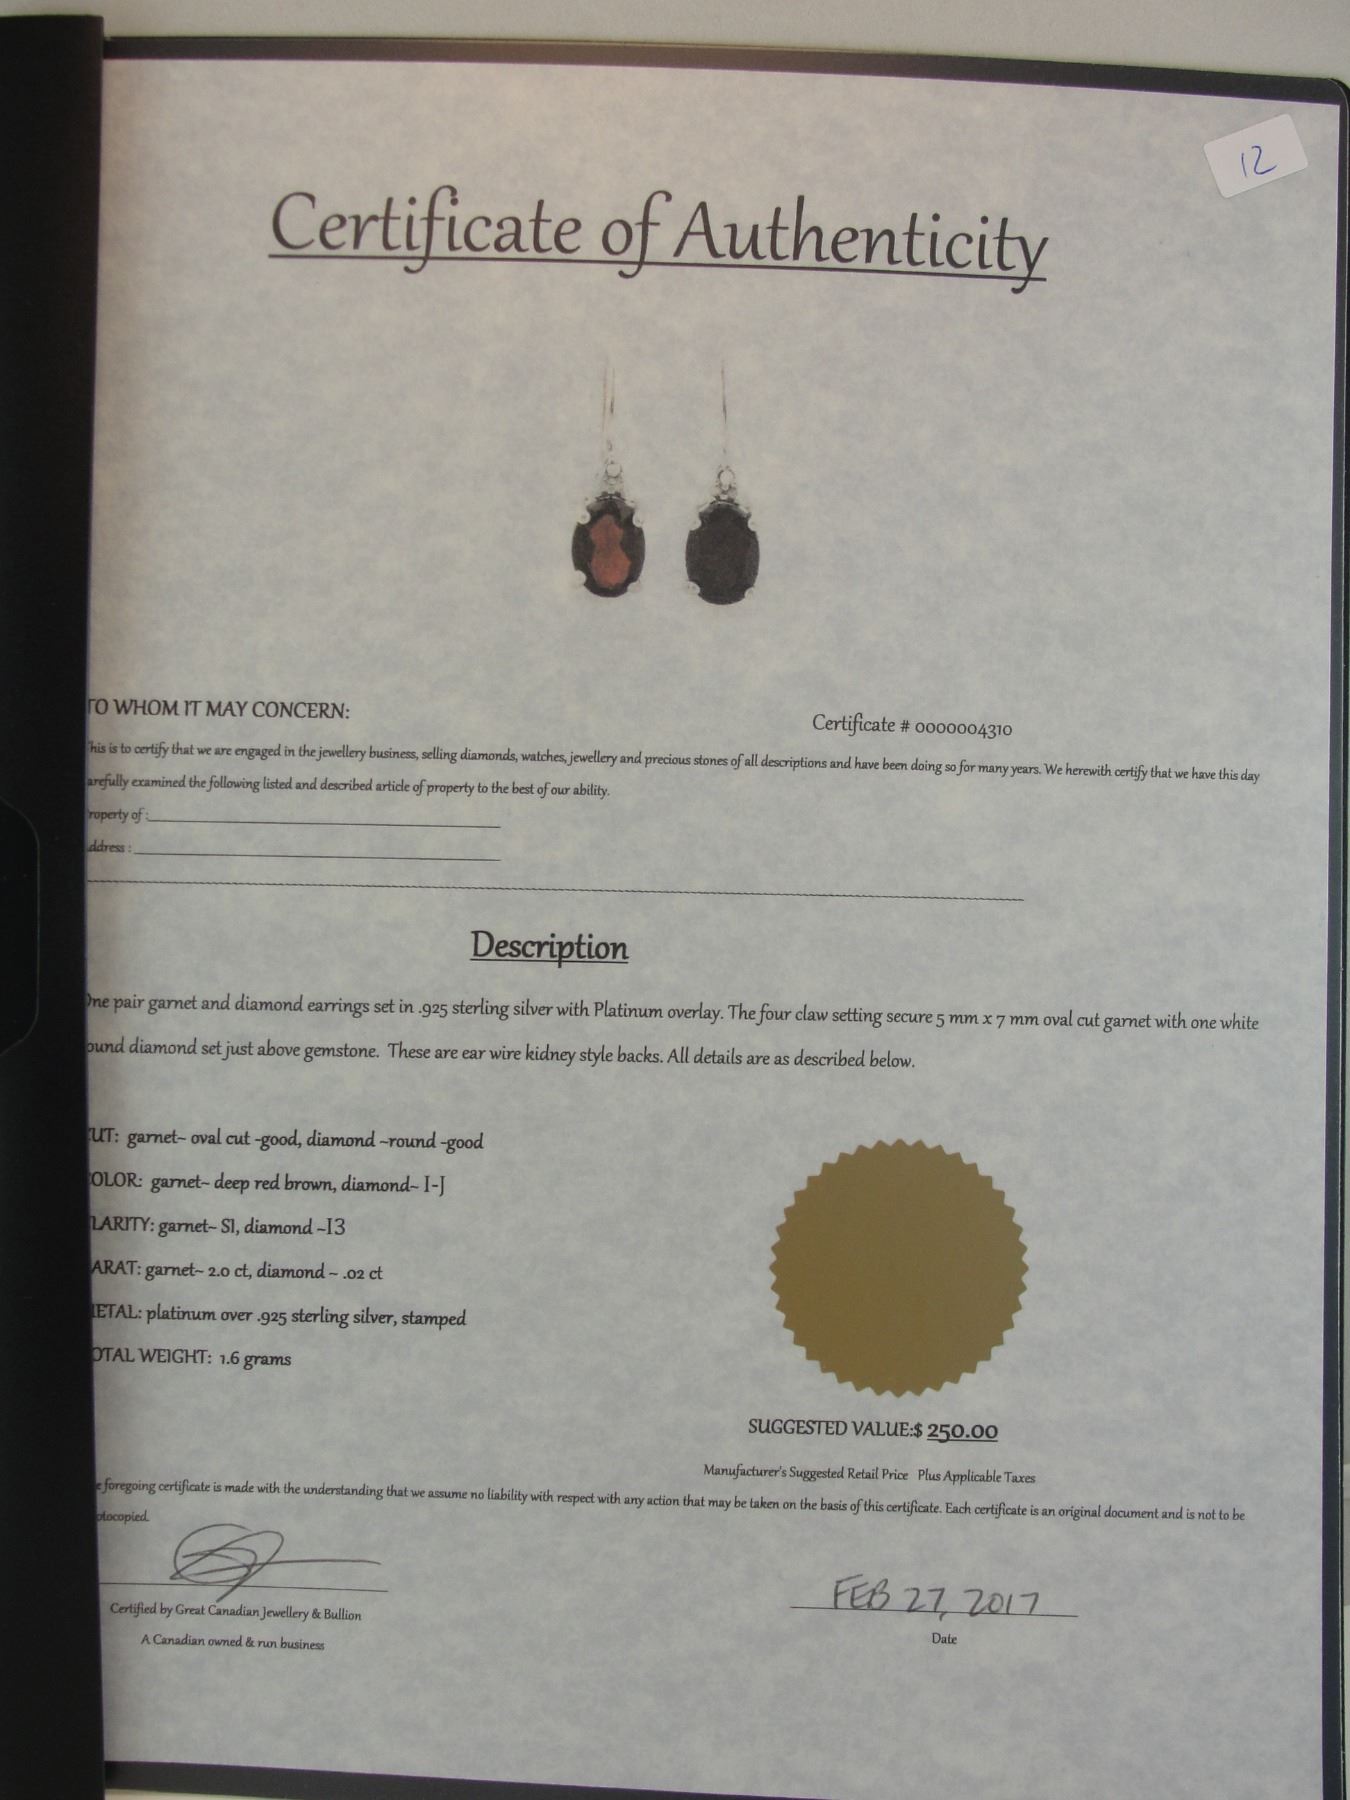 12
Certificate of Authenticity
TO WHOM IT MAY CONCERN:
Certificate # 0000004310
his is to certify that we are engaged in the jewellery business, selling diamonds, watches, jewellery and precious stones of all descriptions and have been doing so for many years. We herewith certify that we have this day
arefully examined the following listed and described article of property to the best of our ability.
roperty of :
ddress :
Description
One pair garnet and diamond earrings set in .925 sterling silver with Platinum overlay. The four claw setting secure 5 mm x 7 mm oval cut garnet with one white
ound diamond set just above gemstone. These are ear wire kidney style backs. All details are as described below.
UT: garnet~ oval cut -good, diamond ~round -good
OLOR: garnet~ deep red brown, diamond~ I-J
LARITY: garnet~ SI, diamond ~I3
ARAT: garnet~ 2.0 ct, diamond ~ .02 ct
ETAL: platinum over .925 sterling silver, stamped
OTAL WEIGHT: 1.6 grams
SUGGESTED VALUE:$ 250.00
Manufacturer's Suggested Retail Price Plus Applicable Taxes
e foregoing certificate is made with the understanding that we assume no liability with respect with any action that may be taken on the basis of this certificate. Each certificate is an original document and is not to be
otocopied.
FEB 27, 2017
Certified by Great Canadian Jewellery & Bullion
Date
A Canadian owned & run business